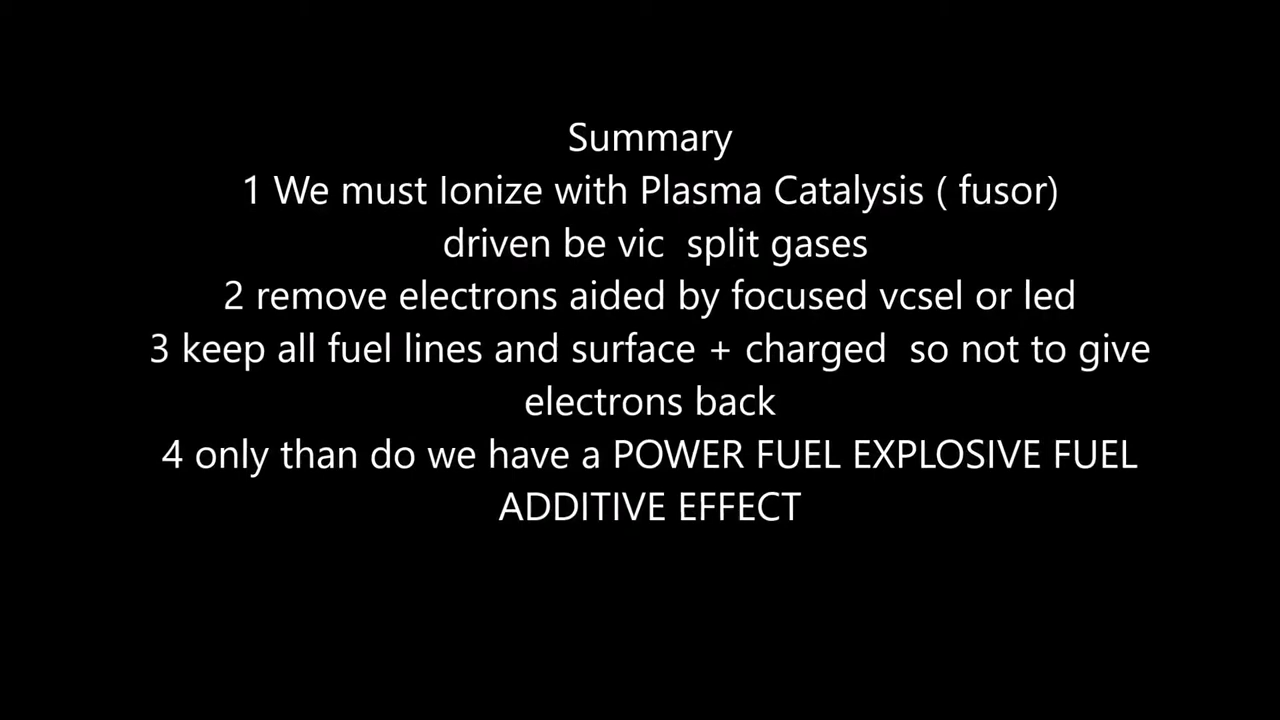 Summary
1 We must Ionize with Plasma Catalysis ( fusor)
driven be vic  split gases
2 remove electrons aided by focused vcsel or led
3 keep all fuel lines and surface + charged  so not to give
electrons back
4 only than do we have a POWER FUEL EXPLOSIVE FUEL
ADDITIVE EFFECT